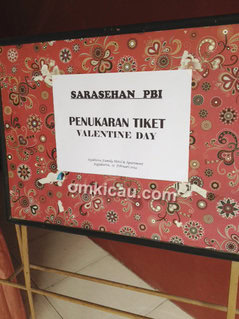 SARASEHAN PBI
PENUKARAN TIKET
VALENTINE DAY
omkicau.com